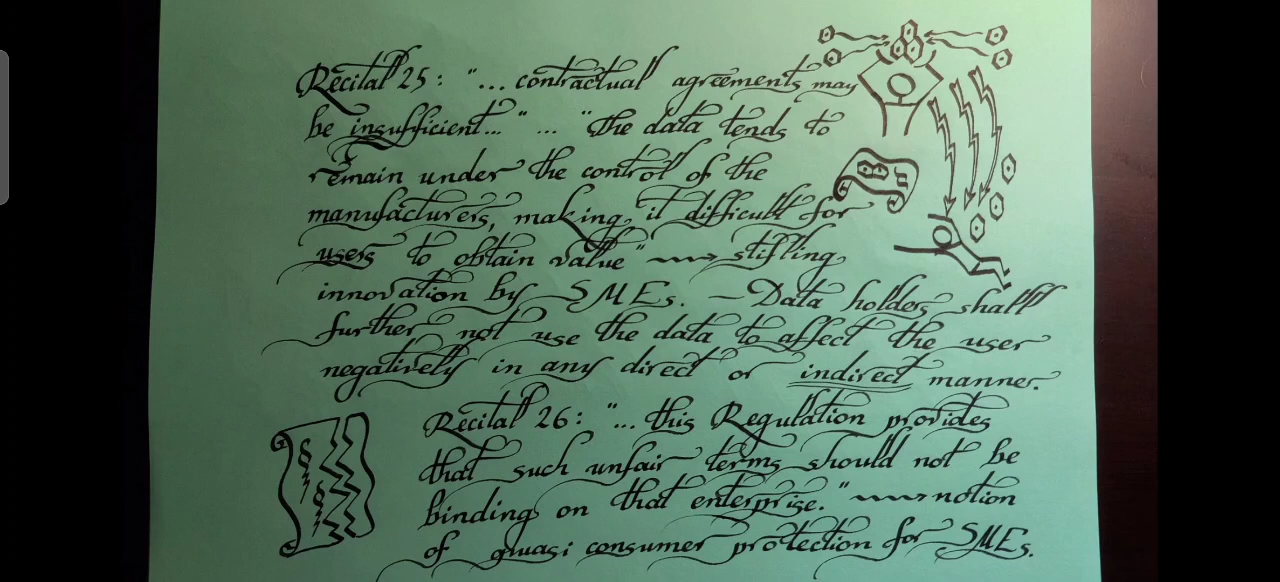 Recital 25: "... contractual agreements may
be insufficient..." ... "the data tends to
remain under the control of the
manufacturers, making it difficult for
users to obtain value" ⟿ stifling
innovation by SMEs. – Data holders shall
further not use the data to affect the user
negatively in any direct or indirect manner.
Recital 26: "... this Regulation provides
that such unfair terms should not be
binding on that enterprise." ⟿ notion
of quasi consumer protection for SMEs.